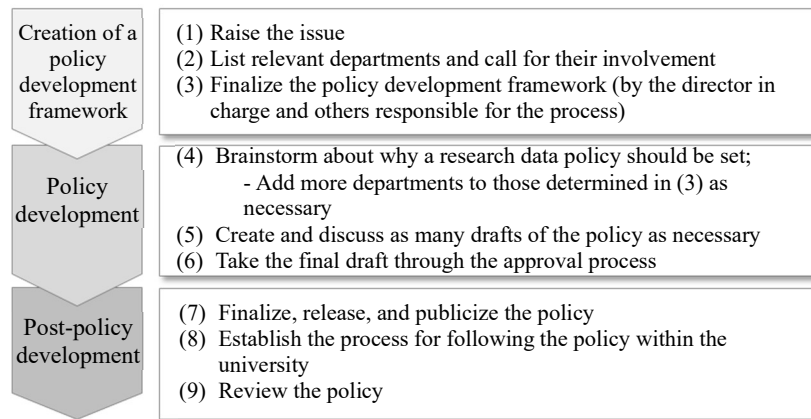 Creation of a
policy
development
framework
(1) Raise the issue
(2) List relevant departments and call for their involvement
(3) Finalize the policy development framework (by the director in
charge and others responsible for the process)
Policy
development
(4) Brainstorm about why a research data policy should be set;
- Add more departments to those determined in (3) as
necessary
(5) Create and discuss as many drafts of the policy as necessary
(6) Take the final draft through the approval process
Post-policy
development
(7) Finalize, release, and publicize the policy
(8) Establish the process for following the policy within the
university
(9) Review the policy